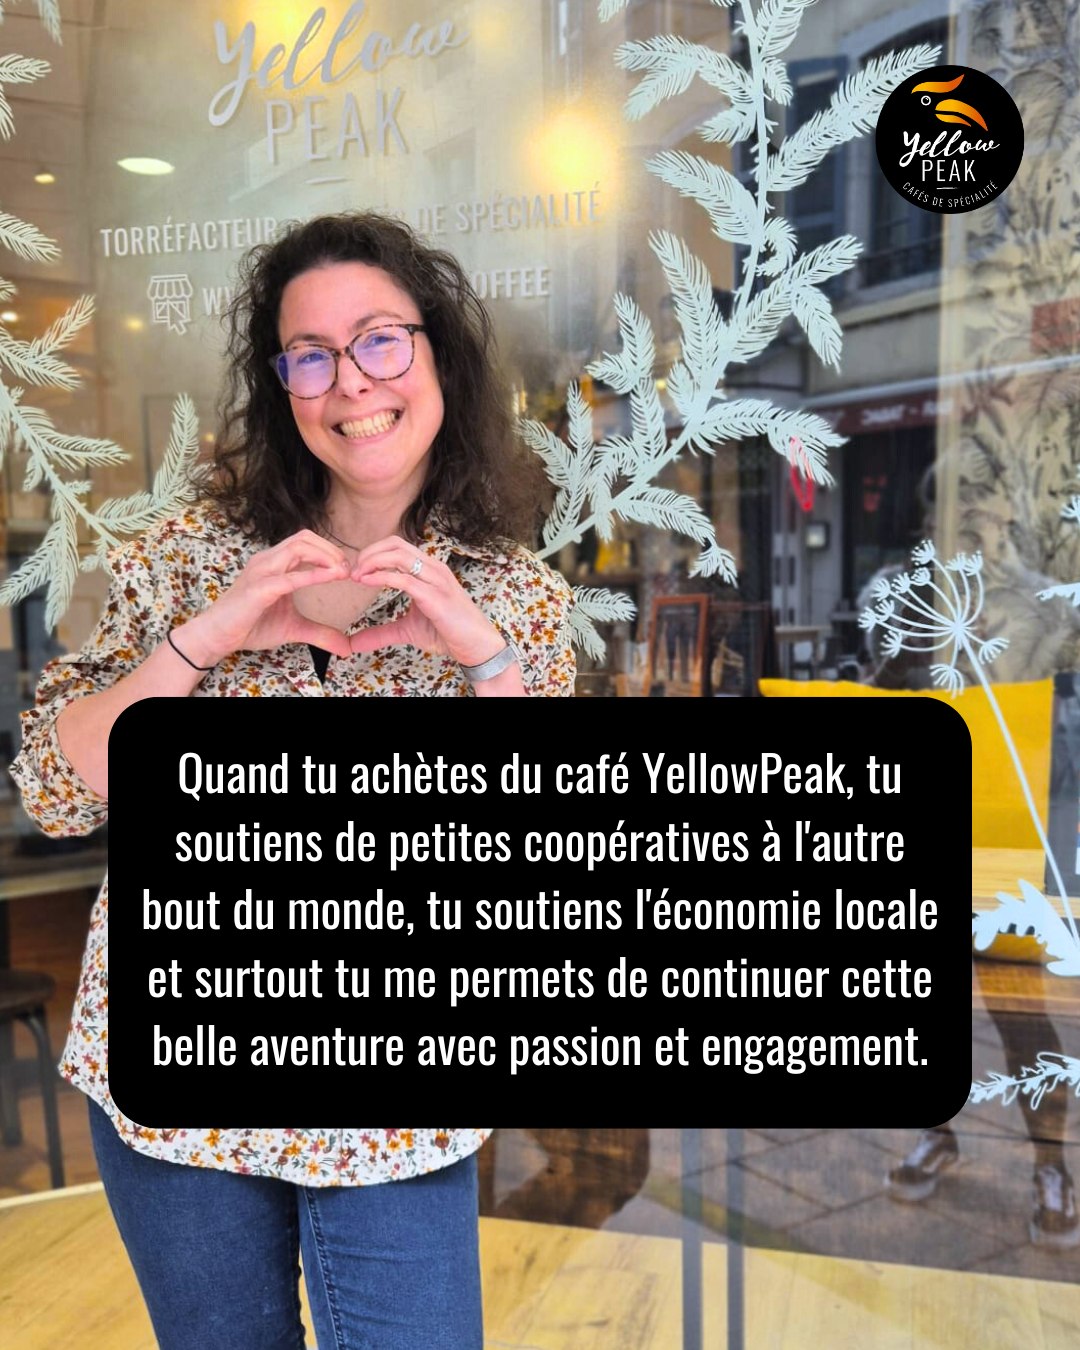 Yellow
PEAK
TORRÉFACTEUR DE SPÉCIALITÉ
OFFEE
Yellow
PEAK
CAFÉS DE SPÉCIALITÉ
Quand tu achètes du café YellowPeak, tu
soutiens de petites coopératives à l'autre
bout du monde, tu soutiens l'économie locale
et surtout tu me permets de continuer cette
belle aventure avec passion et engagement.